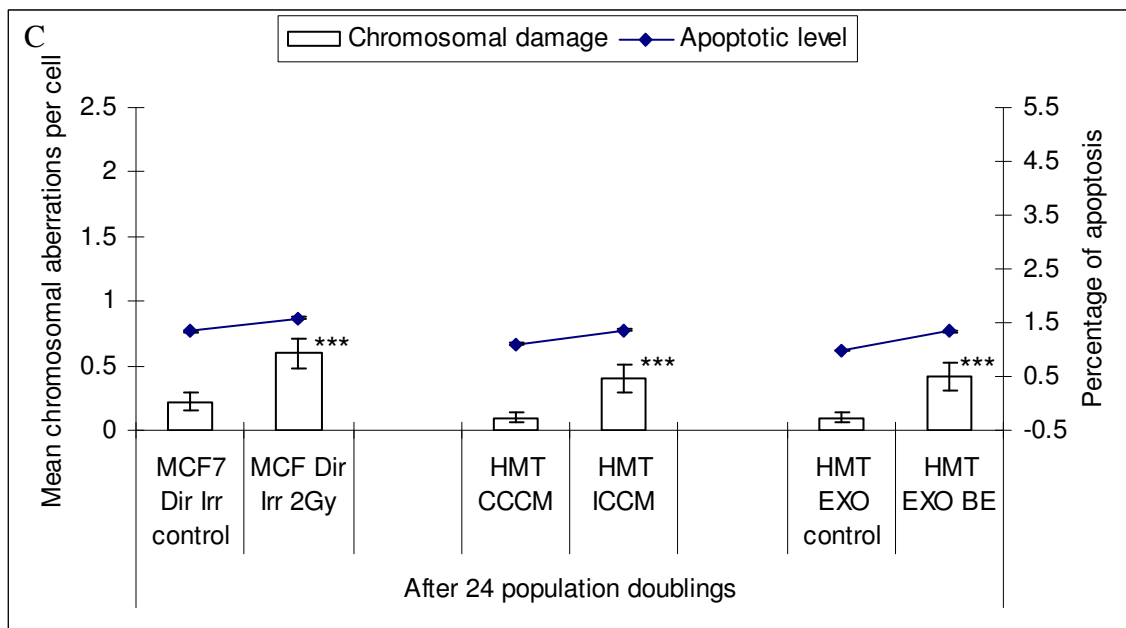 C
Chromosomal damage
Apoptotic level
Mean chromosomal aberrations per cell
2.5
2
1.5
1
0.5
0
5.5
4.5
3.5
2.5
1.5
0.5
-0.5
Percentage of apoptosis
***
***
***
MCF7
Dir Irr
control
MCF Dir
Irr 2Gy
HMT
CCCM
HMT
ICCM
HMT
EXO
control
HMT
EXO BE
After 24 population doublings